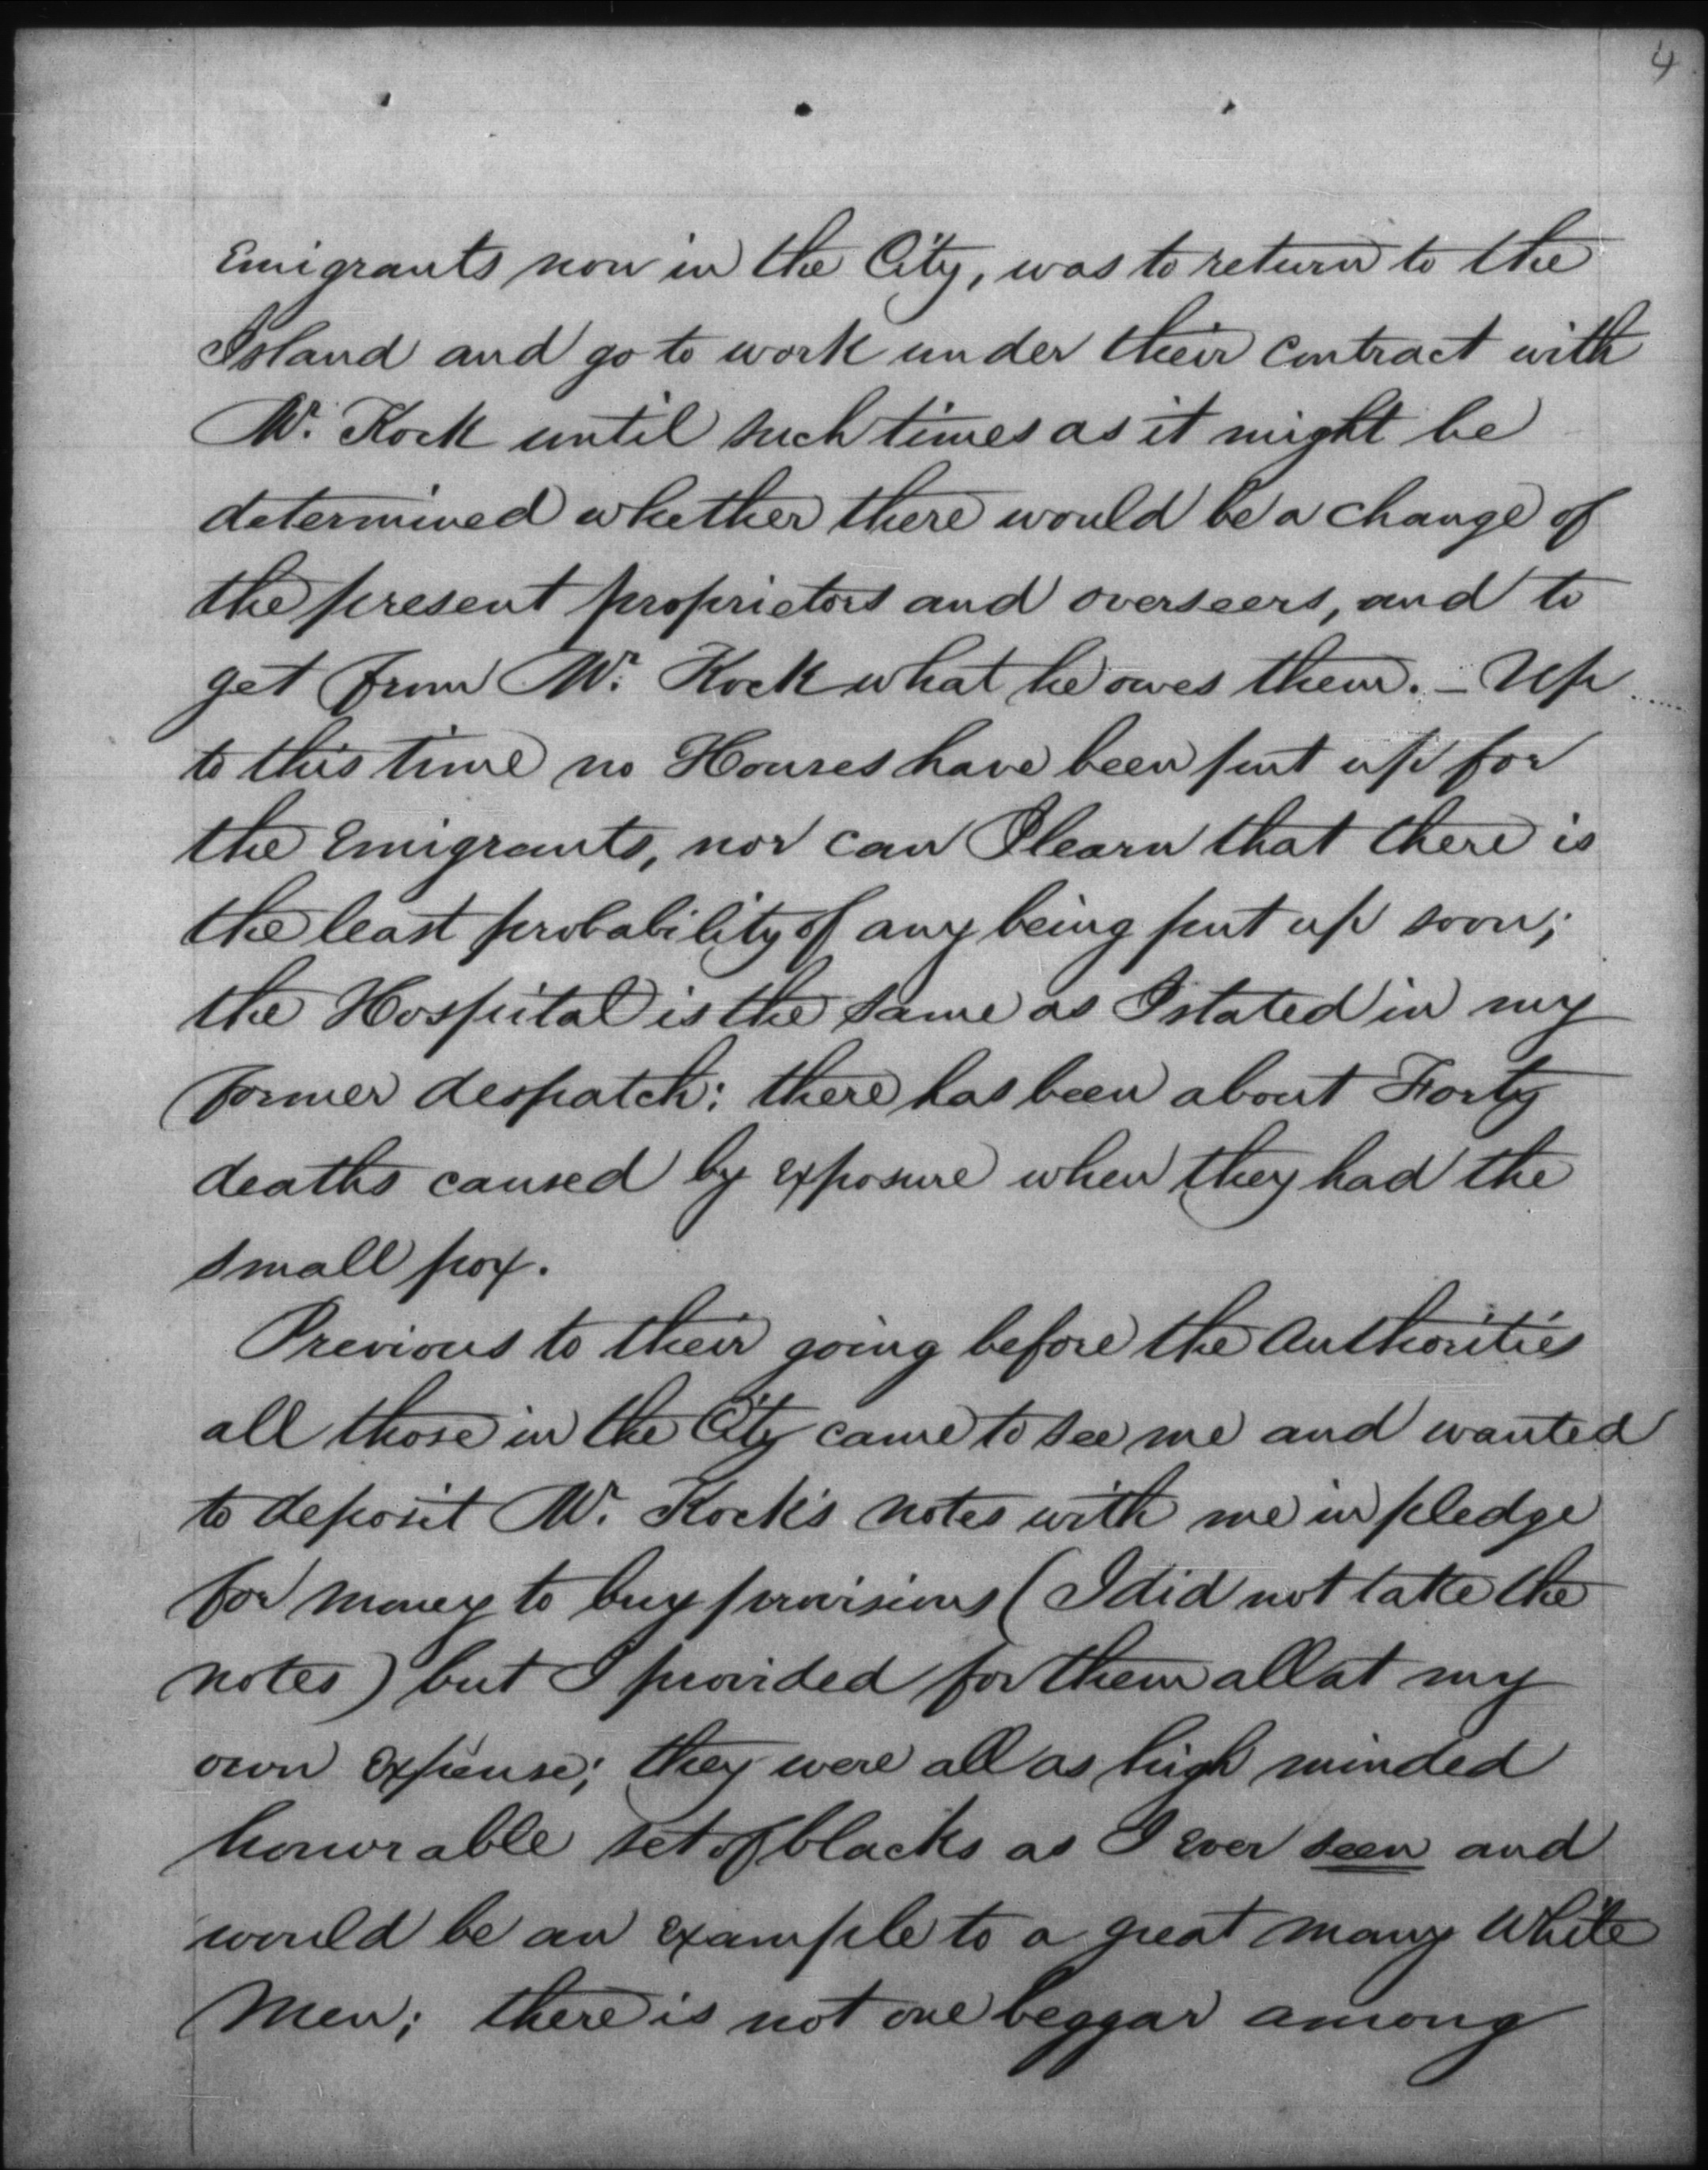 4
Emigrants now in the City, was to return to the
Island and go to work under their contract with
Mr. Kock until such times as it might be
determined whether there would be a change of
the present proprietors and overseers, and to
get from Mr. Kock what he owes them. – Up
to this time no Houses have been put up for
the Emigrants, nor can I learn that there is
the least probability of any being put up soon;
the Hospital is the same as I stated in my
former despatch: there has been about Forty
deaths caused by exposure when they had the
small pox.
Previous to their going before the Authorities
all those in the City came to see me and wanted
to deposit Mr. Kock's notes with me in pledge
for money to buy provisions (I did not take the
notes) but I provided for them all at my
own expense; they were all as high minded
honorable set of blacks as I ever seen and
would be an example to a great many White
Men; there is not one beggar among